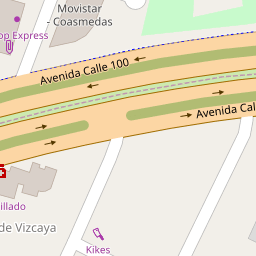 Movistar
- Coasmedas
op Express
Avenida Calle 100
Avenida Cal
illado
de Vizcaya
Kikes